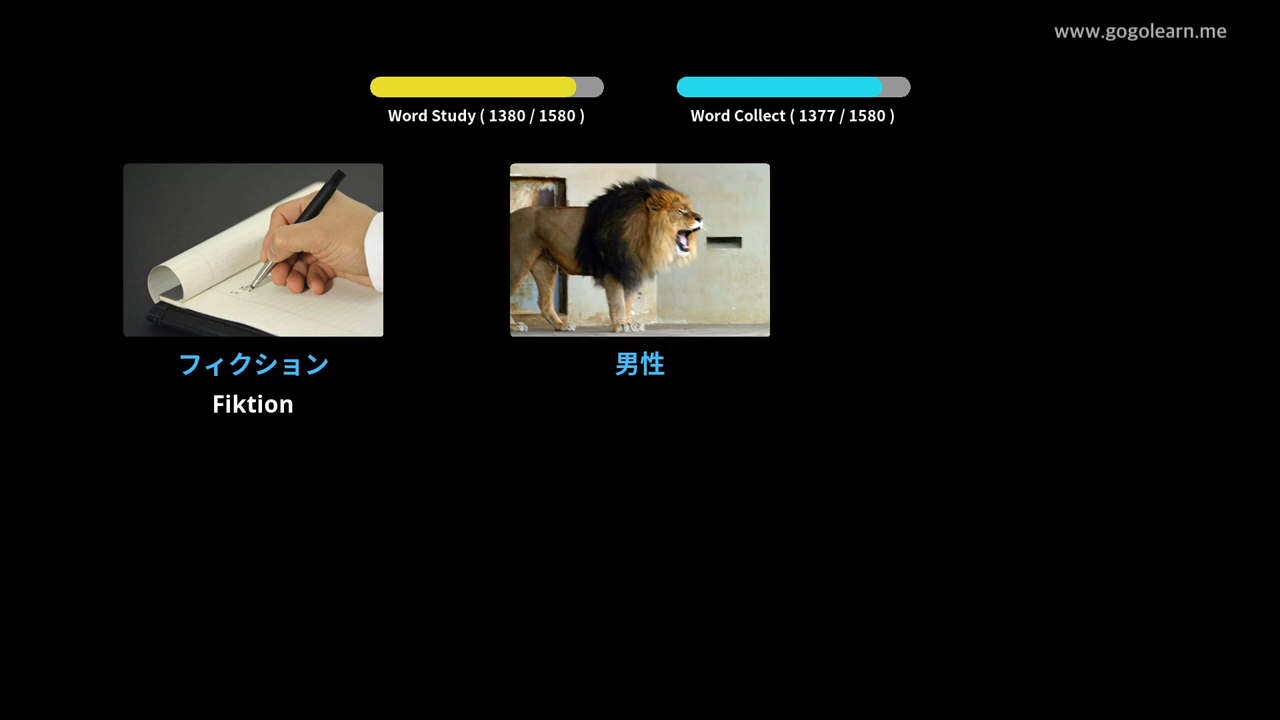 www.gogolearn.me
Word Study ( 1380 / 1580 )
Word Collect ( 1377 / 1580 )
フィクション
Fiktion
男性